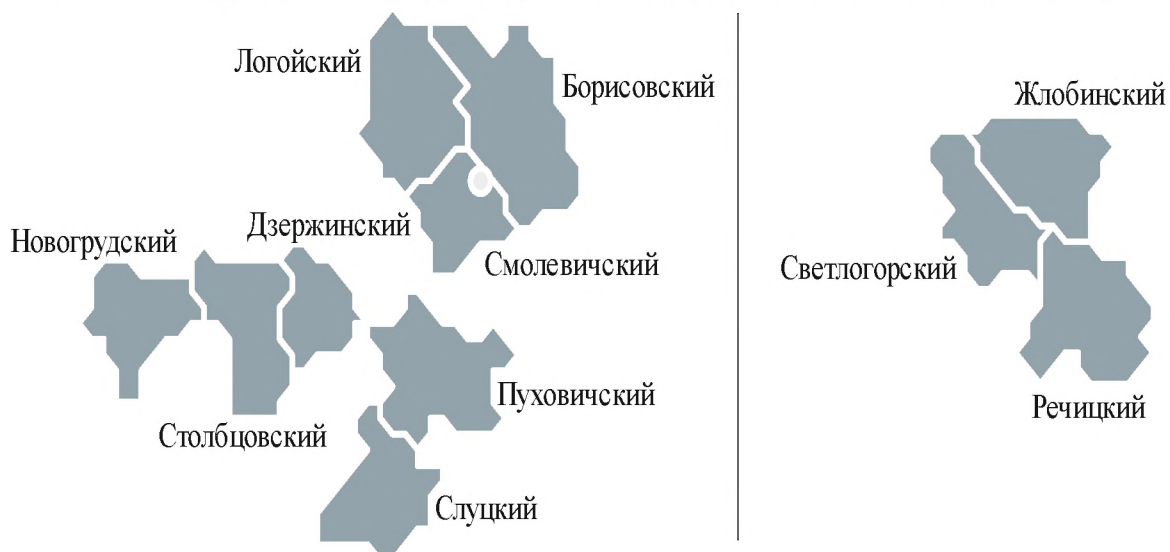 Логойский
Борисовский
Жлобинский
Дзержинский
Новогрудский
Смолевичский
Светлогорский
Пуховичский
Речицкий
Столбцовский
Слуцкий